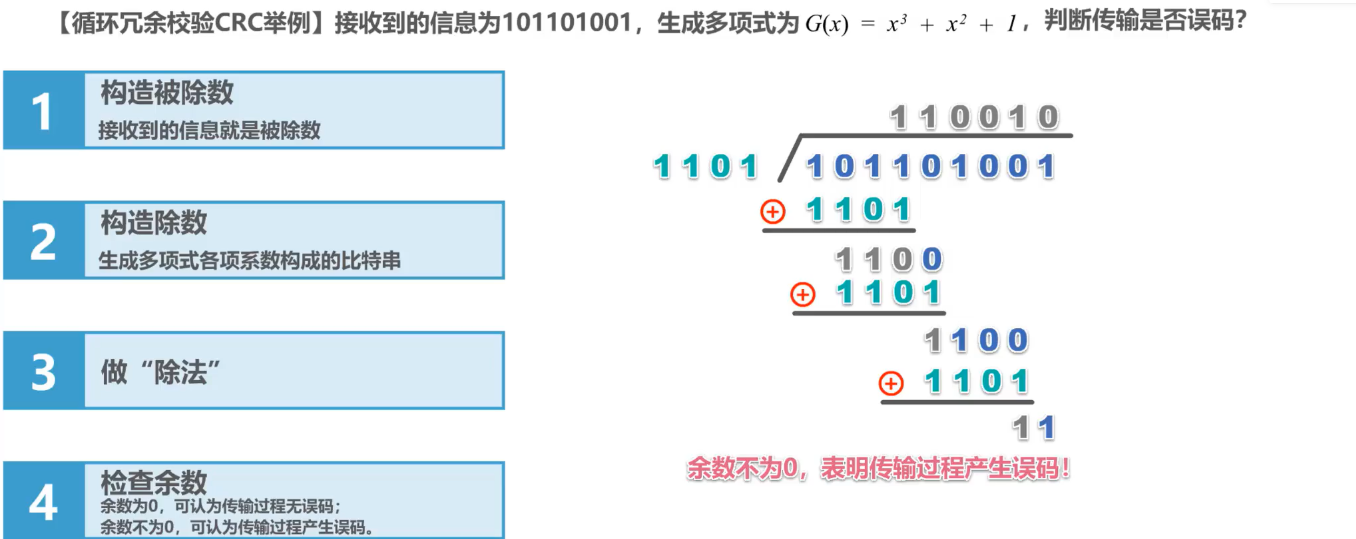 【循环冗余校验CRC举例】接收到的信息为101101001，生成多项式为 G(x) = x³ + x² + 1，判断传输是否误码？
1
构造被除数
接收到的信息就是被除数
2
构造除数
生成多项式各项系数构成的比特串
3
做“除法”
4
检查余数
余数为0，可认为传输过程无误码；
余数不为0，可认为传输过程产生误码。
110010
1101 101101001
+ 1101
1100
+ 1101
1100
+ 1101
11
余数不为0，表明传输过程产生误码！